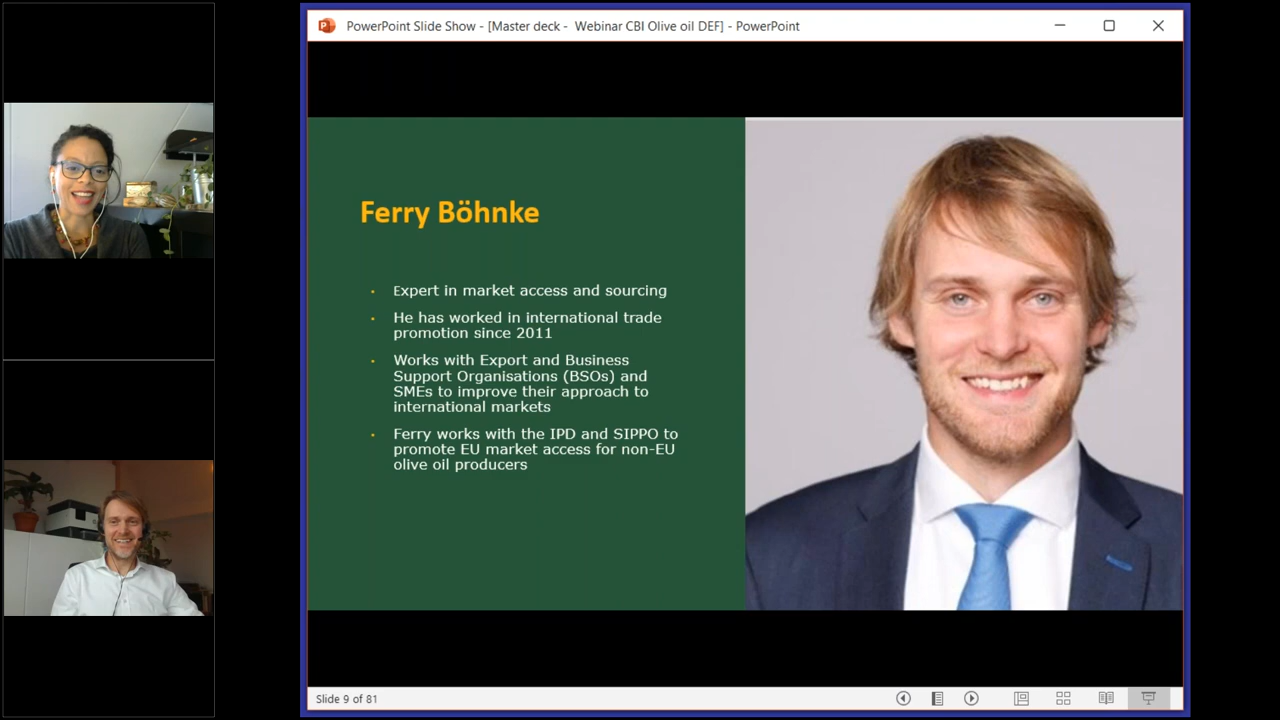 PowerPoint Slide Show - [Master deck - Webinar CBI Olive oil DEF] - PowerPoint
Ferry Böhnke
• Expert in market access and sourcing
• He has worked in international trade
promotion since 2011
• Works with Export and Business
Support Organisations (BSOs) and
SMEs to improve their approach to
international markets
• Ferry works with the IPD and SIPPO to
promote EU market access for non-EU
olive oil producers
Slide 9 of 81